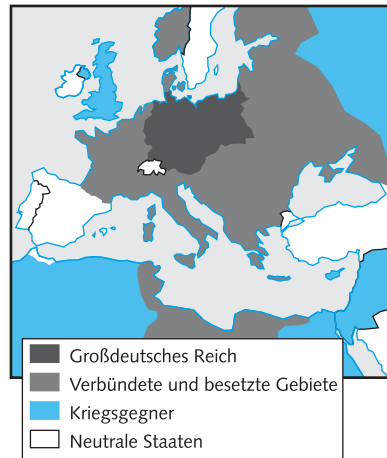 Großdeutsches Reich
Verbündete und besetzte Gebiete
Kriegsgegner
Neutrale Staaten